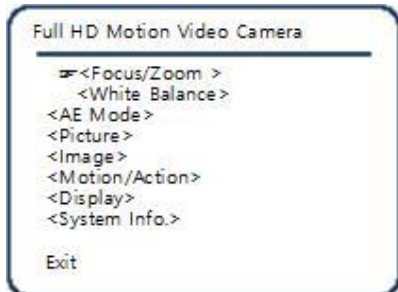 Full HD Motion Video Camera
☞<Focus/Zoom >
<White Balance>
<AE Mode>
<Picture>
<Image>
<Motion/Action>
<Display>
<System Info.>
Exit